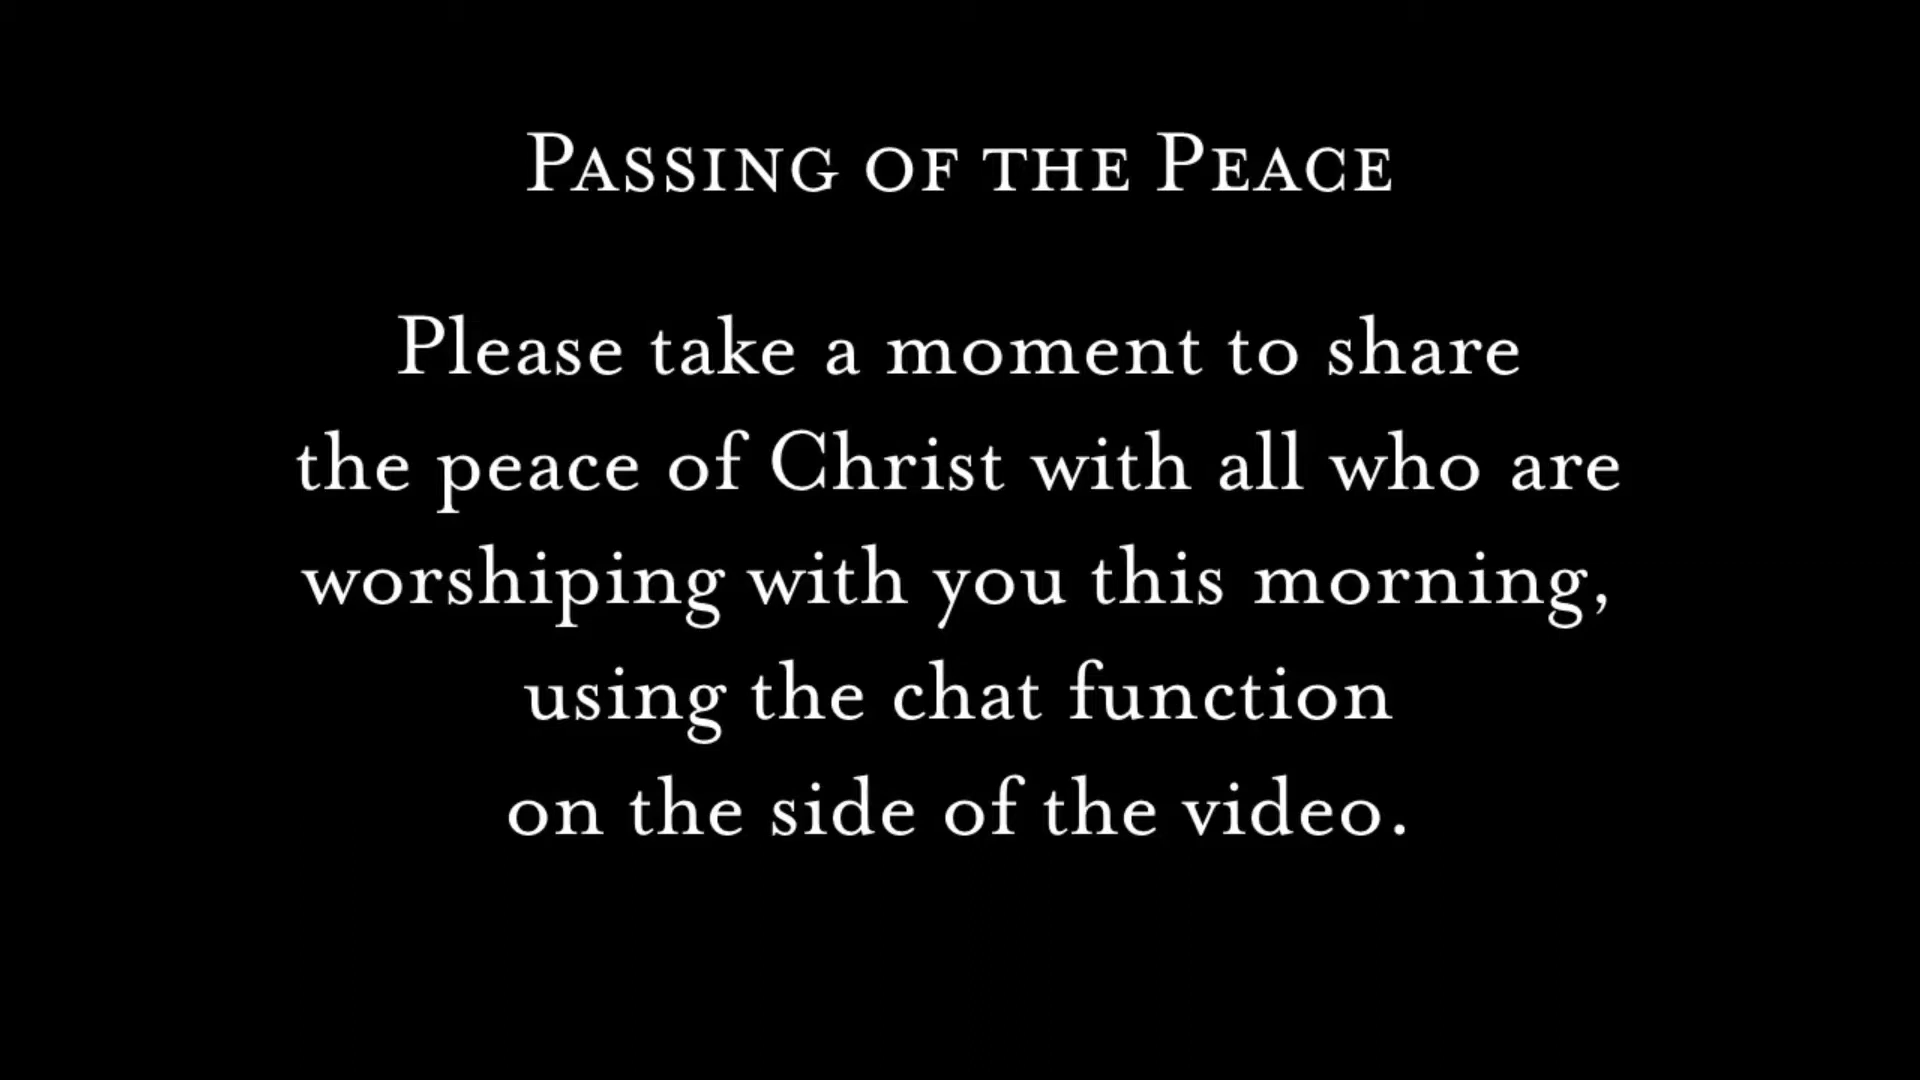 Passing of the Peace
Please take a moment to share
the peace of Christ with all who are
worshiping with you this morning,
using the chat function
on the side of the video.